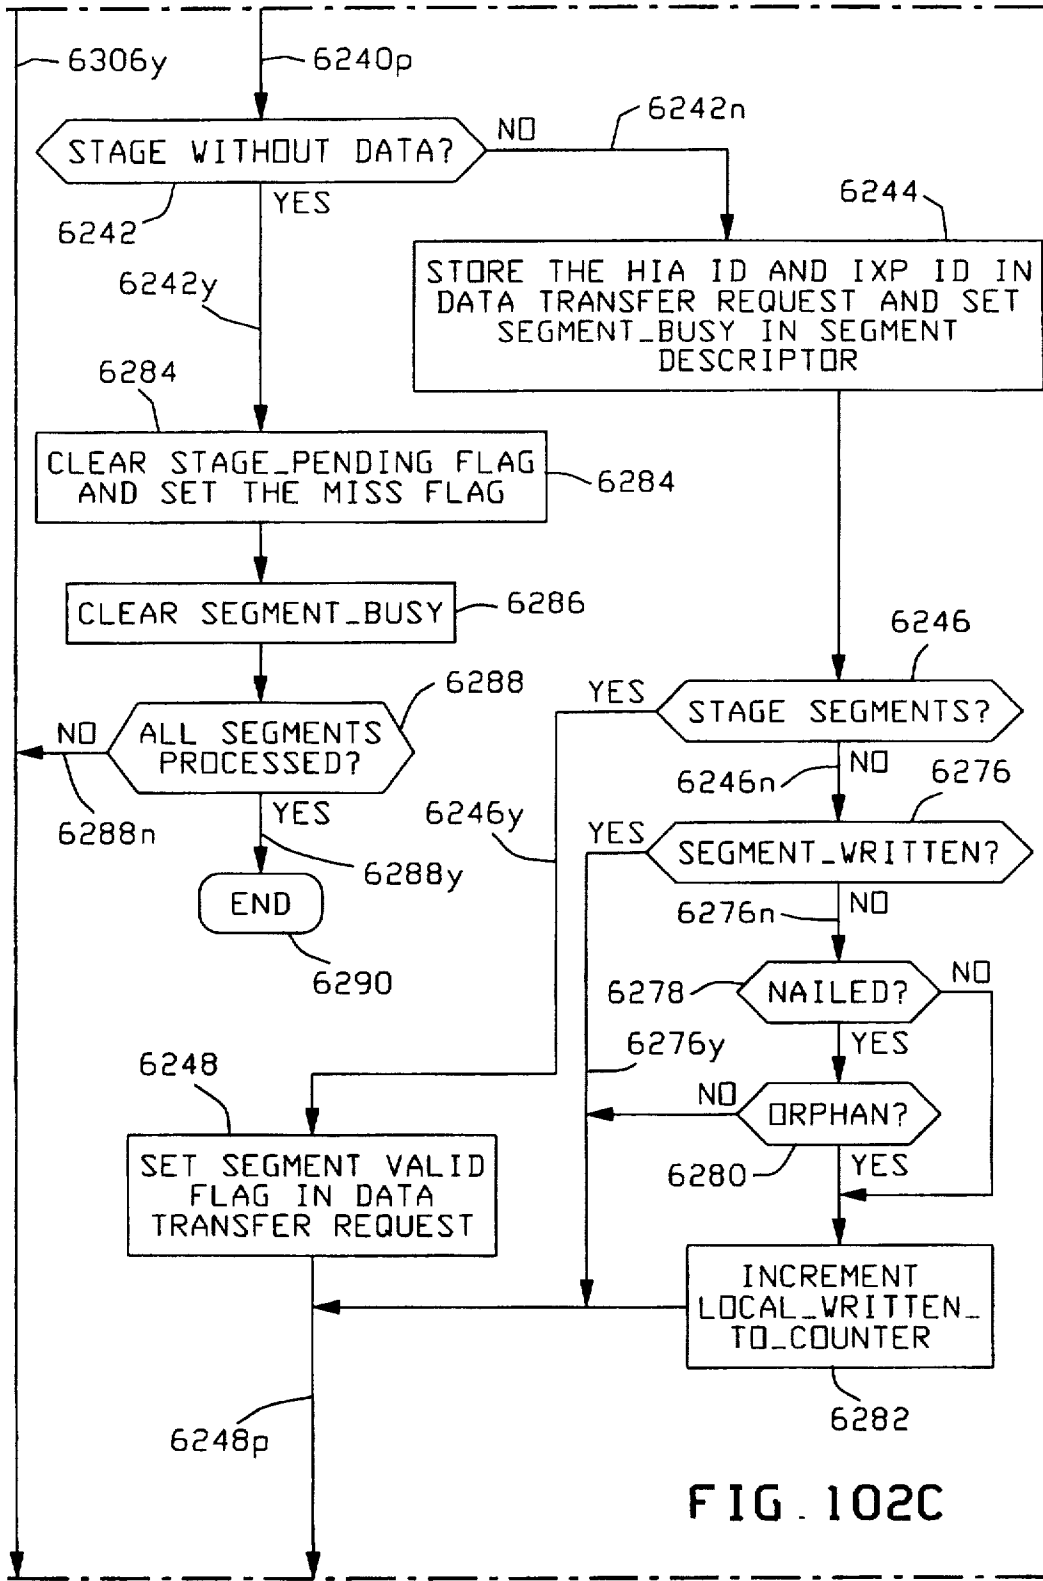 6306y
6240p
6242n
STAGE WITHOUT DATA?
NO
YES
6242
6244
STORE THE HIA ID AND IXP ID IN
DATA TRANSFER REQUEST AND SET
SEGMENT_BUSY IN SEGMENT
DESCRIPTOR
6242y
6284
CLEAR STAGE_PENDING FLAG
AND SET THE MISS FLAG
6284
CLEAR SEGMENT_BUSY
6286
6246
6288
YES
STAGE SEGMENTS?
NO
ALL SEGMENTS
PROCESSED?
NO
6246n
6276
6288n
YES
6246y
YES
SEGMENT_WRITTEN?
6288y
END
NO
6276n
6290
6278
NAILED?
NO
6276y
YES
6248
NO
ORPHAN?
SET SEGMENT VALID
FLAG IN DATA
TRANSFER REQUEST
6280
YES
INCREMENT
LOCAL_WRITTEN_
TO_COUNTER
6282
6248p
FIG. 102C